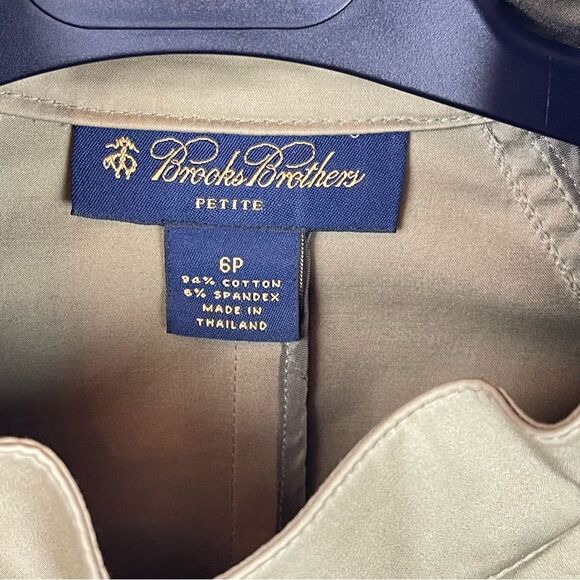 Brooks Brothers
PETITE
6P
94% COTTON
6% SPANDEX
MADE IN
THAILAND